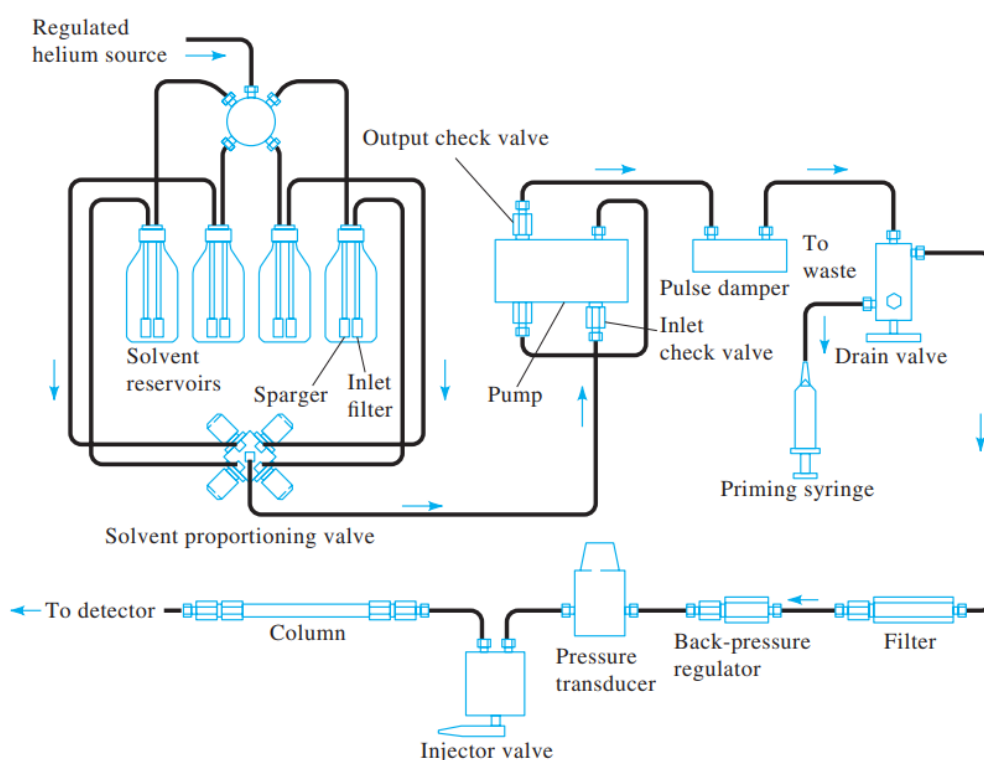 Regulated
helium source
Output check valve
To
waste
Pulse damper
Inlet
check valve
Drain valve
Solvent
reservoirs
Sparger
Inlet
filter
Pump
Priming syringe
Solvent proportioning valve
To detector
Column
Pressure
transducer
Back-pressure
regulator
Filter
Injector valve